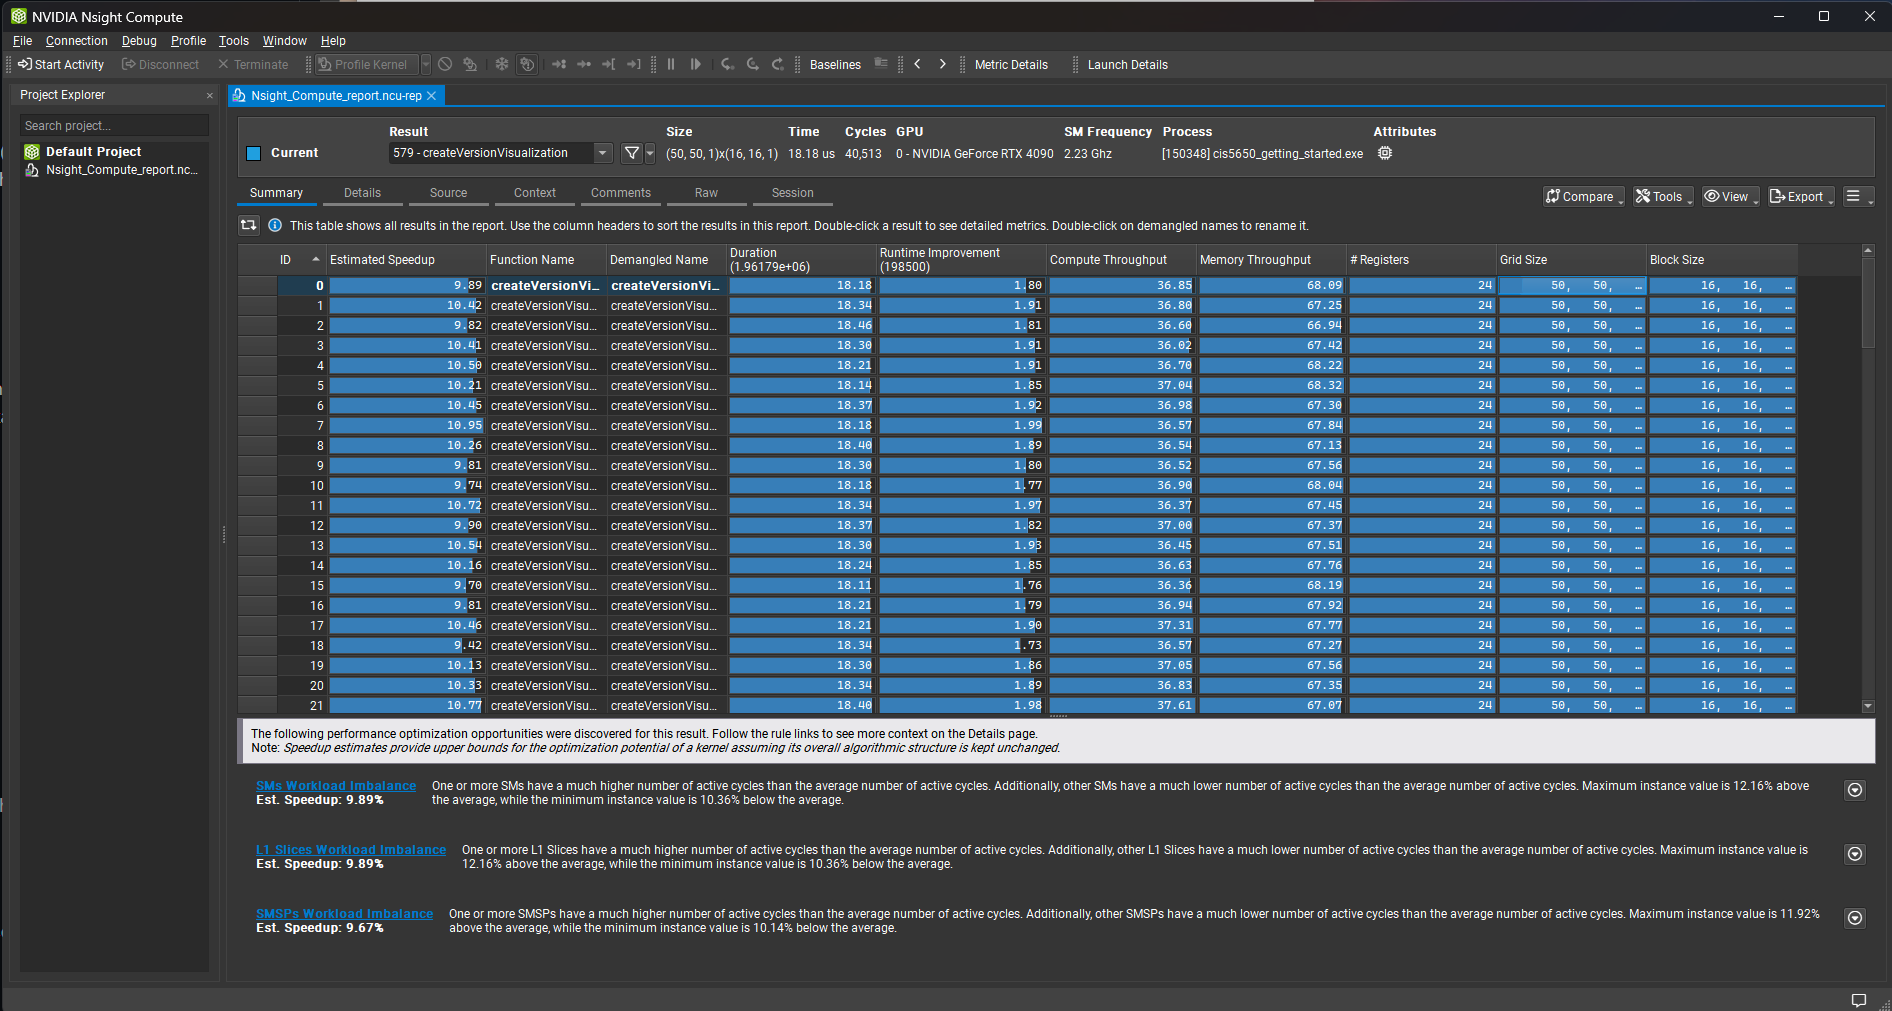 NVIDIA Nsight Compute
File Connection Debug Profile Tools Window Help
Start Activity Disconnect Terminate Profile Kernel Baselines Metric Details Launch Details
Project Explorer
Search project...
Default Project
Nsight_Compute_report.nc...
Nsight_Compute_report.ncu-rep
Result Size Time Cycles GPU SM Frequency Process Attributes
Current 579 - createVersionVisualization (50, 50, 1)x(16, 16, 1) 18.18 us 40,513 0 - NVIDIA GeForce RTX 4090 2.23 Ghz [150348] cis5650_getting_started.exe
Summary Details Source Context Comments Raw Session Compare Tools View Export
This table shows all results in the report. Use the column headers to sort the results in this report. Double-click a result to see detailed metrics. Double-click on demangled names to rename it.
ID Estimated Speedup Function Name Demangled Name Duration (1.96179e+06) Runtime Improvement (198500) Compute Throughput Memory Throughput # Registers Grid Size Block Size
0 9.89 createVersionVi... createVersionVi... 18.18 1.80 36.85 68.09 24 50, 50, ... 16, 16, ...
1 10.42 createVersionVisu... createVersionVisu... 18.34 1.91 36.80 67.25 24 50, 50, ... 16, 16, ...
2 9.82 createVersionVisu... createVersionVisu... 18.46 1.81 36.60 66.94 24 50, 50, ... 16, 16, ...
3 10.41 createVersionVisu... createVersionVisu... 18.30 1.91 36.02 67.42 24 50, 50, ... 16, 16, ...
4 10.50 createVersionVisu... createVersionVisu... 18.21 1.91 36.70 68.22 24 50, 50, ... 16, 16, ...
5 10.21 createVersionVisu... createVersionVisu... 18.14 1.85 37.04 68.32 24 50, 50, ... 16, 16, ...
6 10.45 createVersionVisu... createVersionVisu... 18.37 1.92 36.98 67.30 24 50, 50, ... 16, 16, ...
7 10.95 createVersionVisu... createVersionVisu... 18.18 1.99 36.57 67.84 24 50, 50, ... 16, 16, ...
8 10.26 createVersionVisu... createVersionVisu... 18.40 1.89 36.54 67.13 24 50, 50, ... 16, 16, ...
9 9.81 createVersionVisu... createVersionVisu... 18.30 1.80 36.52 67.56 24 50, 50, ... 16, 16, ...
10 9.74 createVersionVisu... createVersionVisu... 18.18 1.77 36.90 68.04 24 50, 50, ... 16, 16, ...
11 10.72 createVersionVisu... createVersionVisu... 18.34 1.97 36.37 67.45 24 50, 50, ... 16, 16, ...
12 9.90 createVersionVisu... createVersionVisu... 18.37 1.82 37.00 67.37 24 50, 50, ... 16, 16, ...
13 10.54 createVersionVisu... createVersionVisu... 18.30 1.93 36.45 67.51 24 50, 50, ... 16, 16, ...
14 10.16 createVersionVisu... createVersionVisu... 18.24 1.85 36.63 67.76 24 50, 50, ... 16, 16, ...
15 9.70 createVersionVisu... createVersionVisu... 18.11 1.76 36.36 68.19 24 50, 50, ... 16, 16, ...
16 9.81 createVersionVisu... createVersionVisu... 18.21 1.79 36.94 67.92 24 50, 50, ... 16, 16, ...
17 10.46 createVersionVisu... createVersionVisu... 18.21 1.90 37.31 67.77 24 50, 50, ... 16, 16, ...
18 9.42 createVersionVisu... createVersionVisu... 18.34 1.73 36.57 67.27 24 50, 50, ... 16, 16, ...
19 10.13 createVersionVisu... createVersionVisu... 18.30 1.86 37.05 67.56 24 50, 50, ... 16, 16, ...
20 10.33 createVersionVisu... createVersionVisu... 18.34 1.89 36.83 67.35 24 50, 50, ... 16, 16, ...
21 10.77 createVersionVisu... createVersionVisu... 18.40 1.98 37.61 67.07 24 50, 50, ... 16, 16, ...
The following performance optimization opportunities were discovered for this result. Follow the rule links to see more context on the Details page.
Note: Speedup estimates provide upper bounds for the optimization potential of a kernel assuming its overall algorithmic structure is kept unchanged.
SMs Workload Imbalance One or more SMs have a much higher number of active cycles than the average number of active cycles. Additionally, other SMs have a much lower number of active cycles than the average number of active cycles. Maximum instance value is 12.16% above
Est. Speedup: 9.89% the average, while the minimum instance value is 10.36% below the average.
L1 Slices Workload Imbalance One or more L1 Slices have a much higher number of active cycles than the average number of active cycles. Additionally, other L1 Slices have a much lower number of active cycles than the average number of active cycles. Maximum instance value is
Est. Speedup: 9.89% 12.16% above the average, while the minimum instance value is 10.36% below the average.
SMSPs Workload Imbalance One or more SMSPs have a much higher number of active cycles than the average number of active cycles. Additionally, other SMSPs have a much lower number of active cycles than the average number of active cycles. Maximum instance value is 11.92%
Est. Speedup: 9.67% above the average, while the minimum instance value is 10.14% below the average.